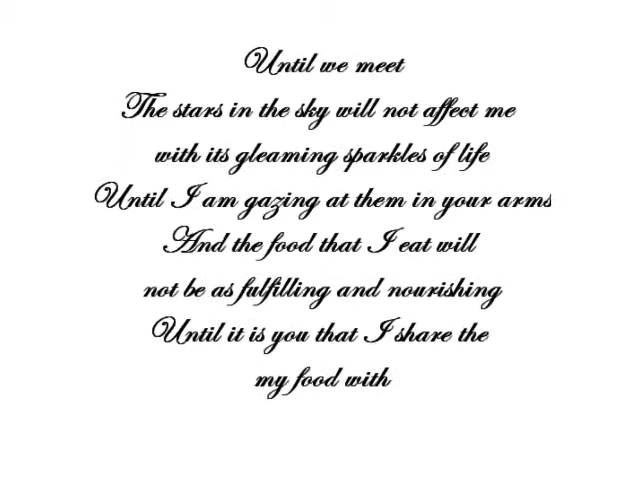 Until we meet
The stars in the sky will not affect me
with its gleaming sparkles of life
Until I am gazing at them in your arms
And the food that I eat will
not be as fulfilling and nourishing
Until it is you that I share the
my food with